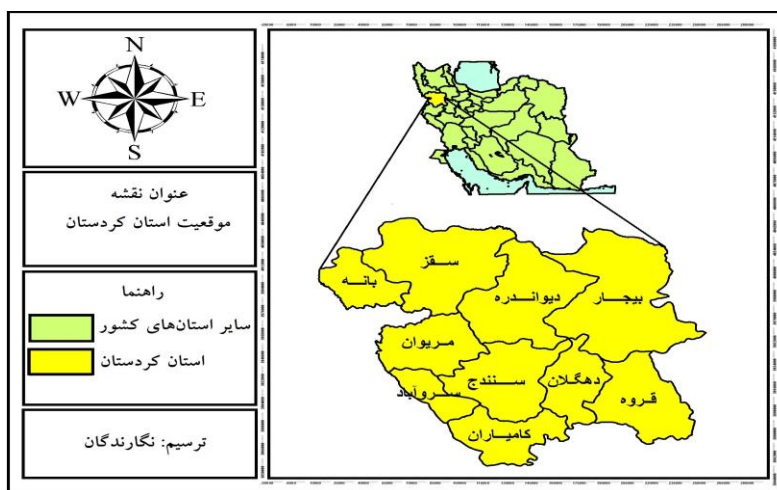 N
W
E
S
عنوان نقشه
موقعیت استان کردستان
راهنما
سایر استان‌های کشور
استان کردستان
ترسیم: نگارندگان
سقز
بانه
دیواندره
بیجار
مریوان
سنندج
دهگلان
قروه
سروآباد
کامیاران